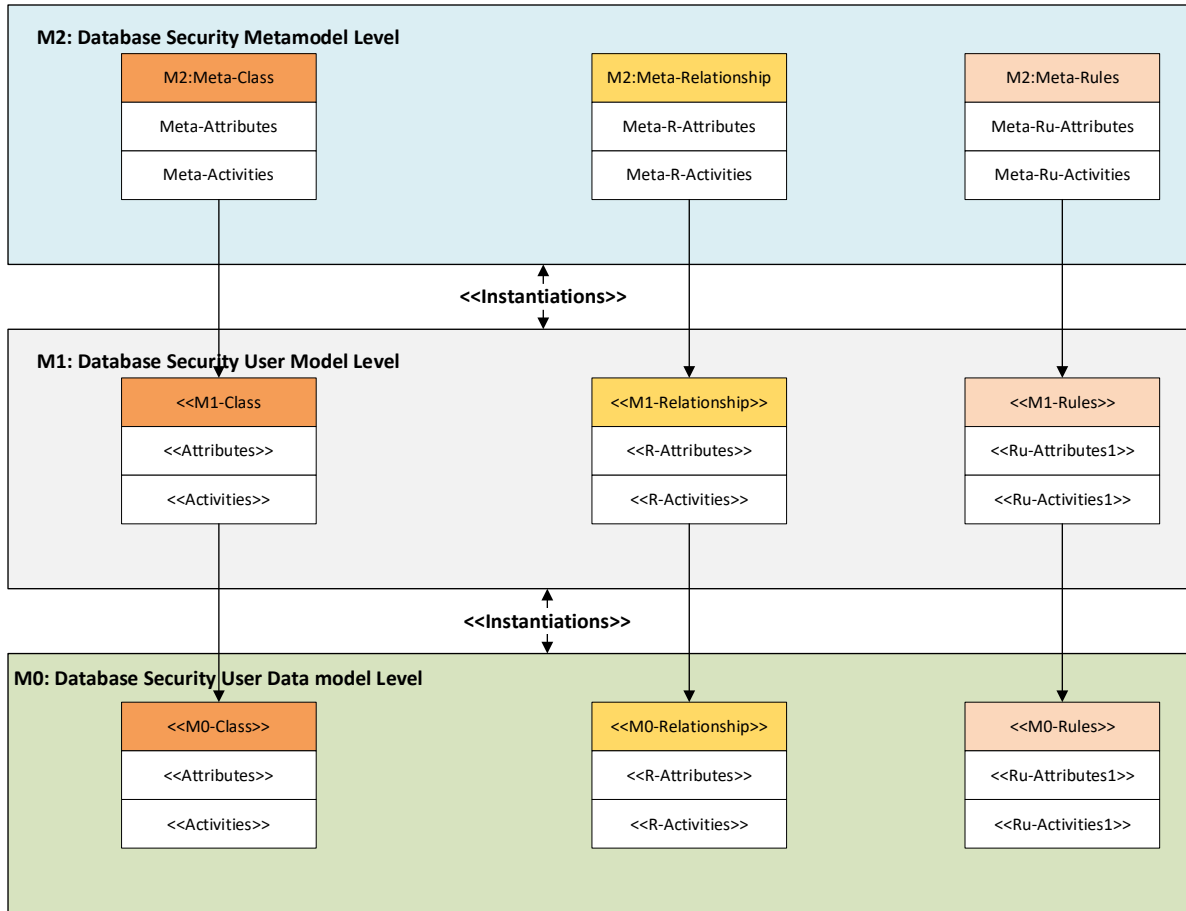 M2: Database Security Metamodel Level
M2:Meta-Class
M2:Meta-Relationship
M2:Meta-Rules
Meta-Attributes
Meta-R-Attributes
Meta-Ru-Attributes
Meta-Activities
Meta-R-Activities
Meta-Ru-Activities
<<Instantiations>>
M1: Database Security User Model Level
<<M1-Class
<<M1-Relationship>>
<<M1-Rules>>
<<Attributes>>
<<R-Attributes>>
<<Ru-Attributes1>>
<<Activities>>
<<R-Activities>>
<<Ru-Activities1>>
<<Instantiations>>
M0: Database Security User Data model Level
<<M0-Class>>
<<M0-Relationship>>
<<M0-Rules>>
<<Attributes>>
<<R-Attributes>>
<<Ru-Attributes1>>
<<Activities>>
<<R-Activities>>
<<Ru-Activities1>>